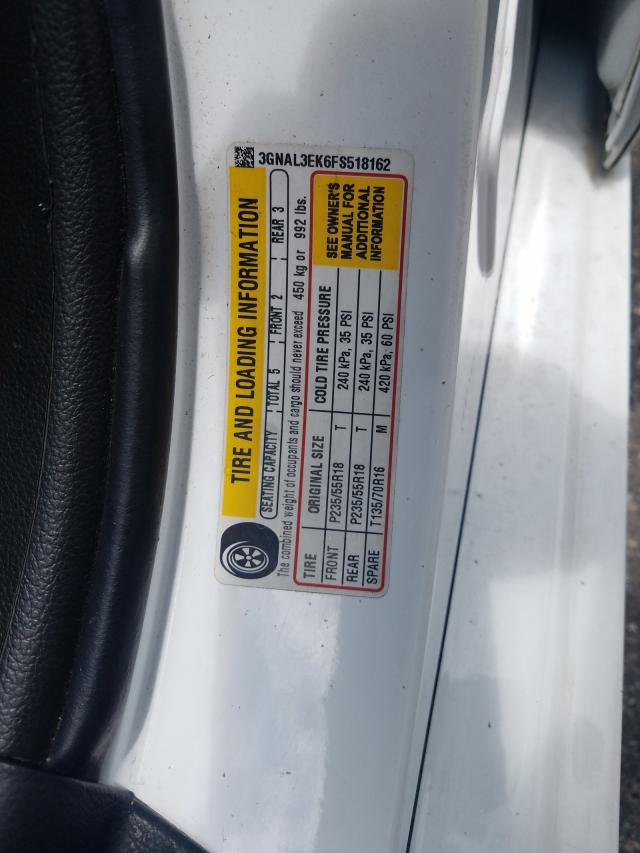 3GNAL3EK6FS518162
TIRE AND LOADING INFORMATION
SEATING CAPACITY TOTAL 5 FRONT 2 REAR 3
The combined weight of occupants and cargo should never exceed 450 kg or 992 lbs.
TIRE ORIGINAL SIZE COLD TIRE PRESSURE
FRONT P235/55R18 T 240 kPa, 35 PSI
REAR P235/55R18 T 240 kPa, 35 PSI
SPARE T135/70R16 M 420 kPa, 60 PSI
SEE OWNER'S
MANUAL FOR
ADDITIONAL
INFORMATION